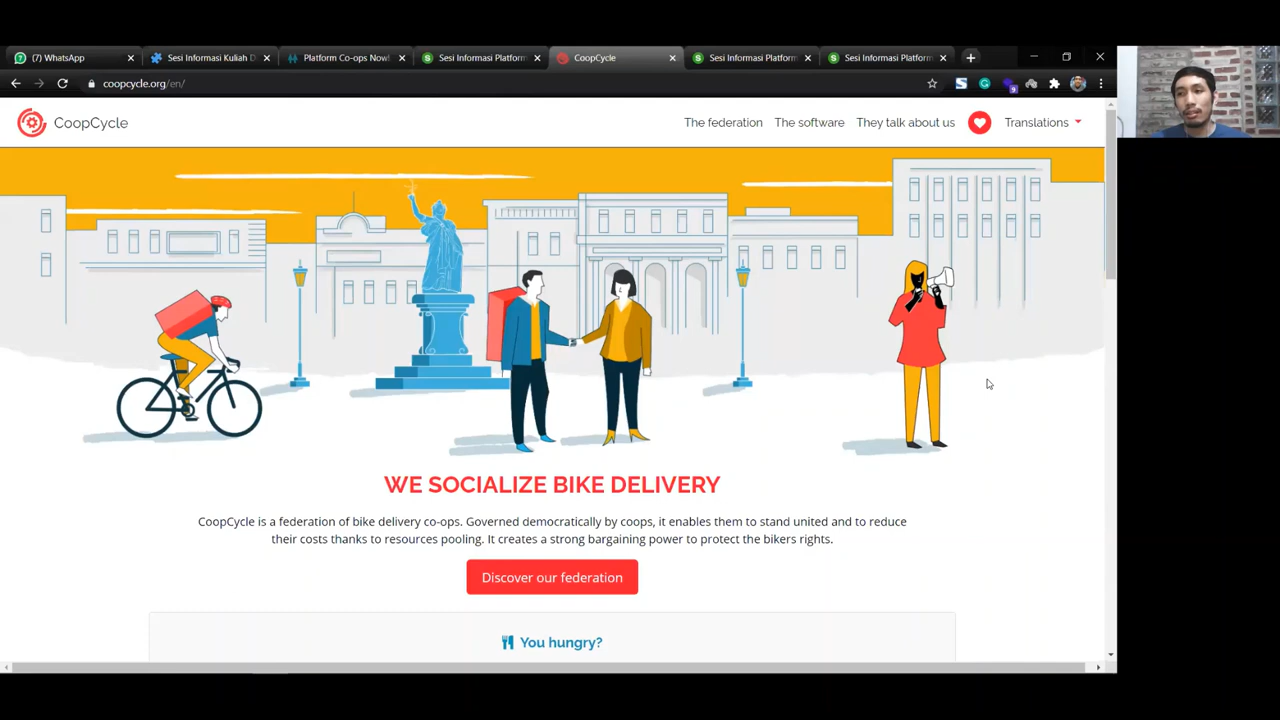 (7) WhatsApp
Sesi Informasi Kuliah D
Platform Co-ops Now!
Sesi Informasi Platform
CoopCycle
Sesi Informasi Platform
Sesi Informasi Platform
coopcycle.org/en/
9
CoopCycle
The federation
The software
They talk about us
Translations
WE SOCIALIZE BIKE DELIVERY
CoopCycle is a federation of bike delivery co-ops. Governed democratically by coops, it enables them to stand united and to reduce
their costs thanks to resources pooling. It creates a strong bargaining power to protect the bikers rights.
Discover our federation
You hungry?